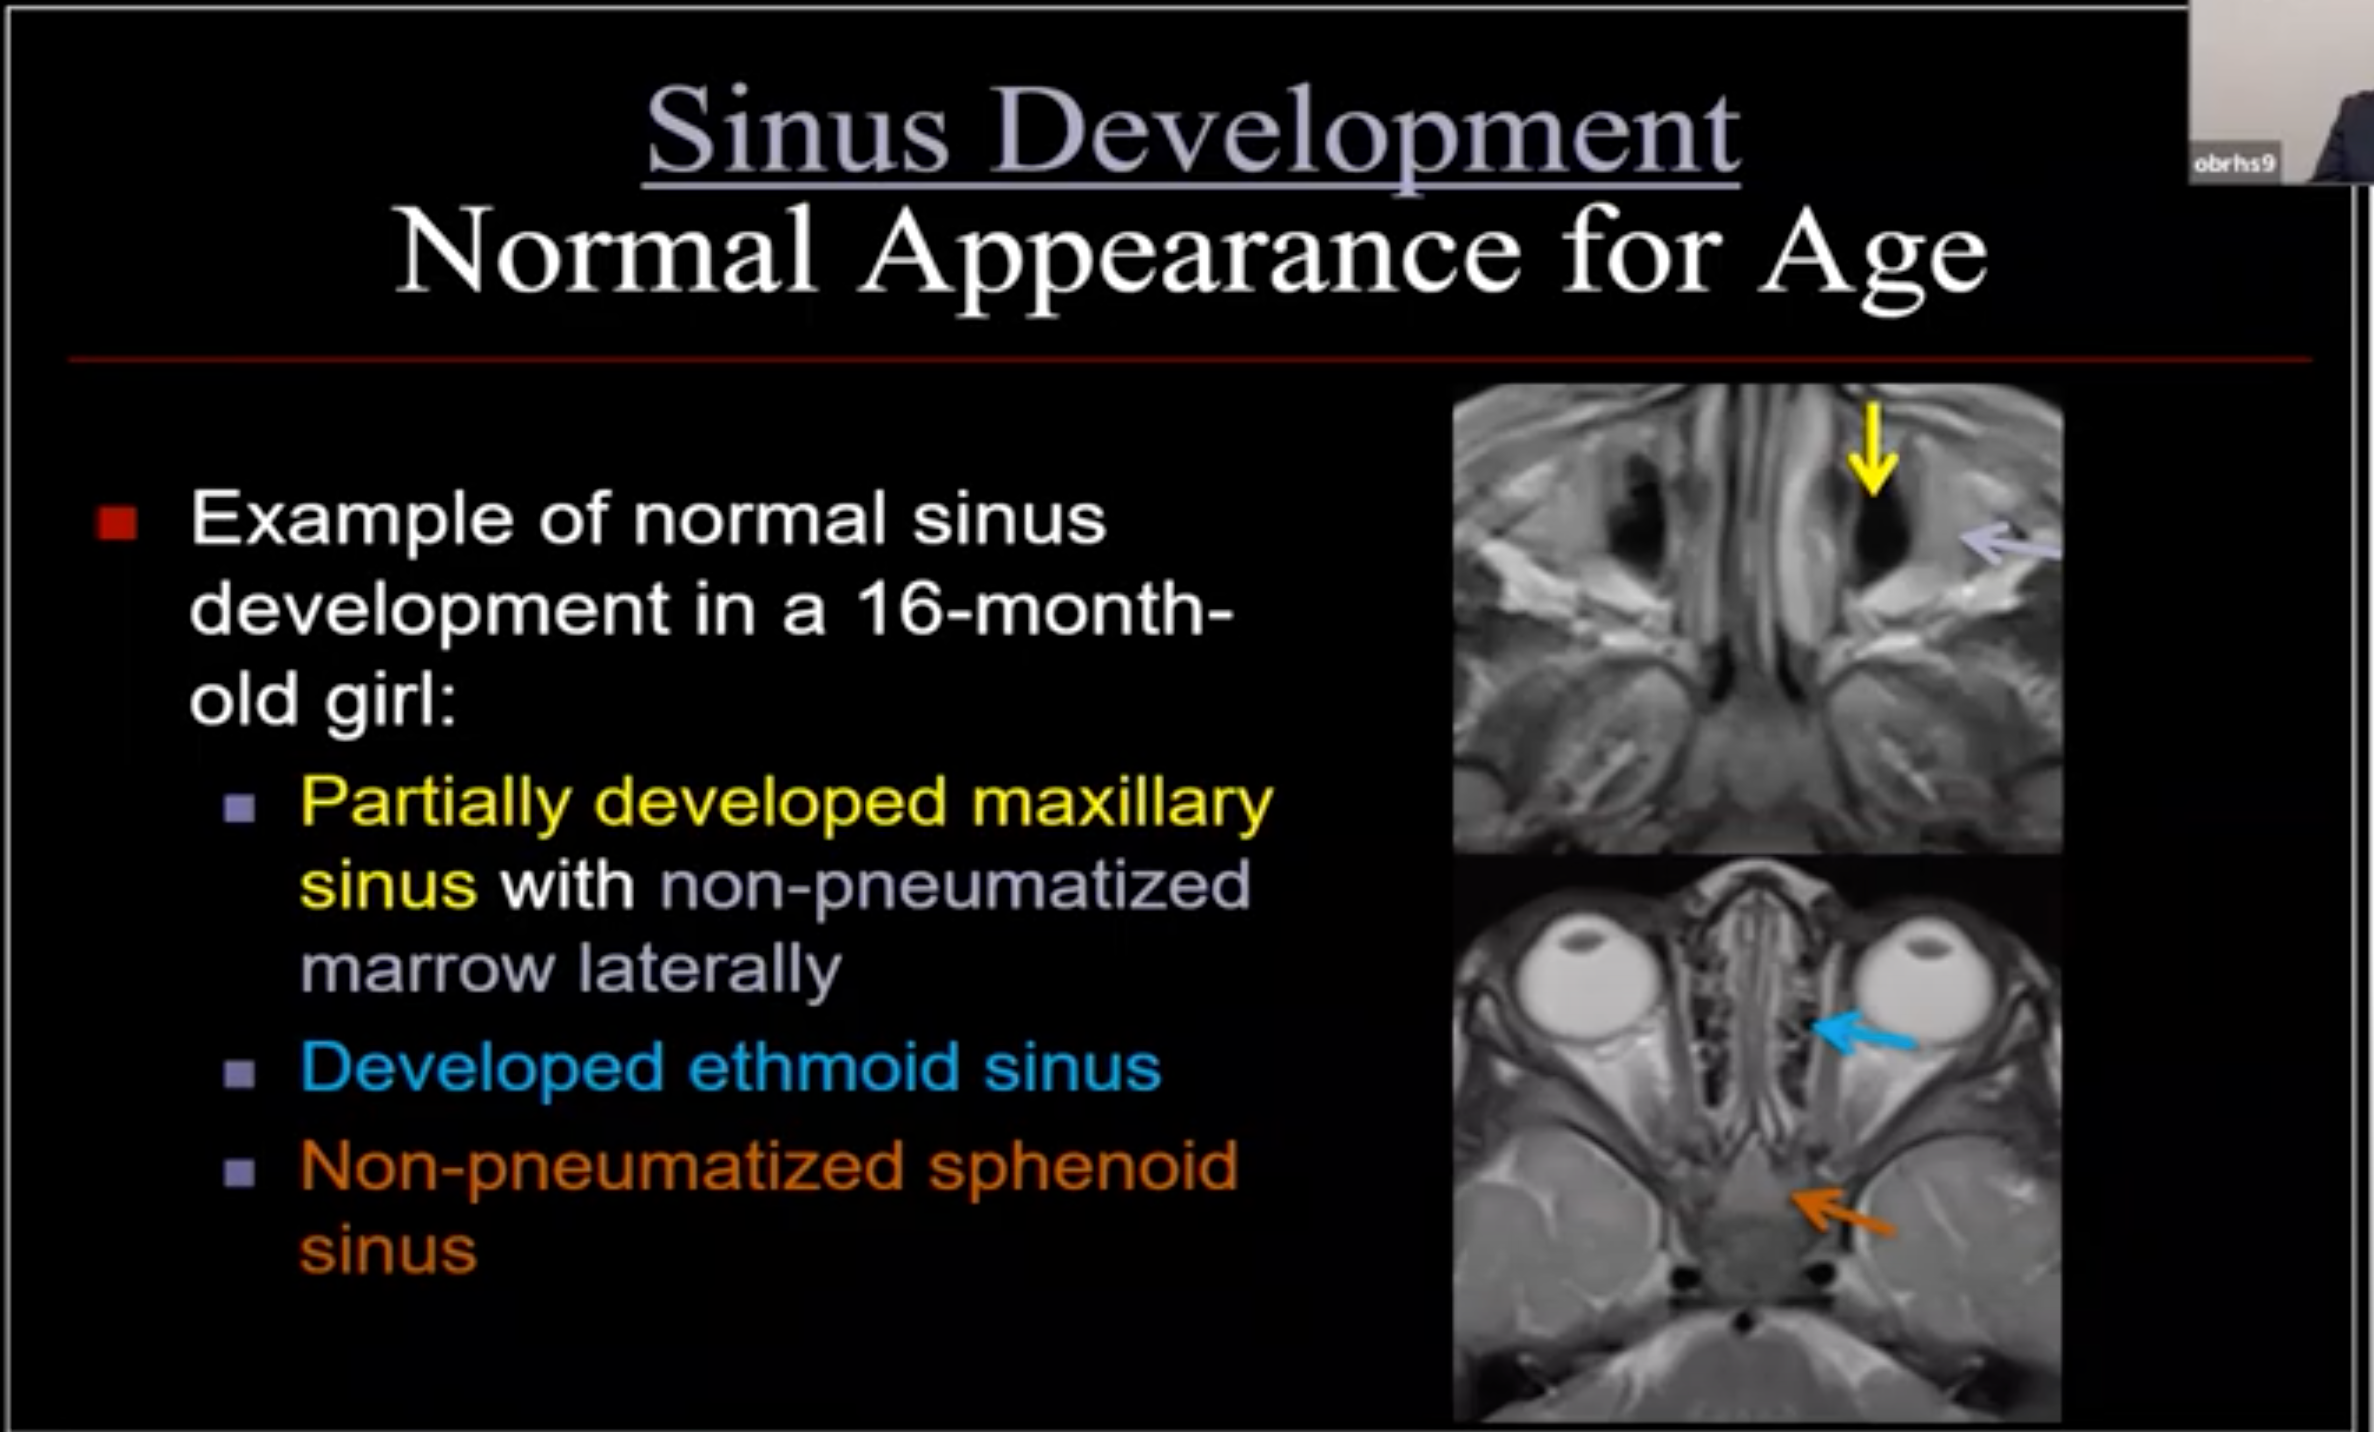 Sinus Development
obrhs9
Normal Appearance for Age
Example of normal sinus
development in a 16-month-
old girl:
Partially developed maxillary
sinus with non-pneumatized
marrow laterally
Developed ethmoid sinus
Non-pneumatized sphenoid
sinus